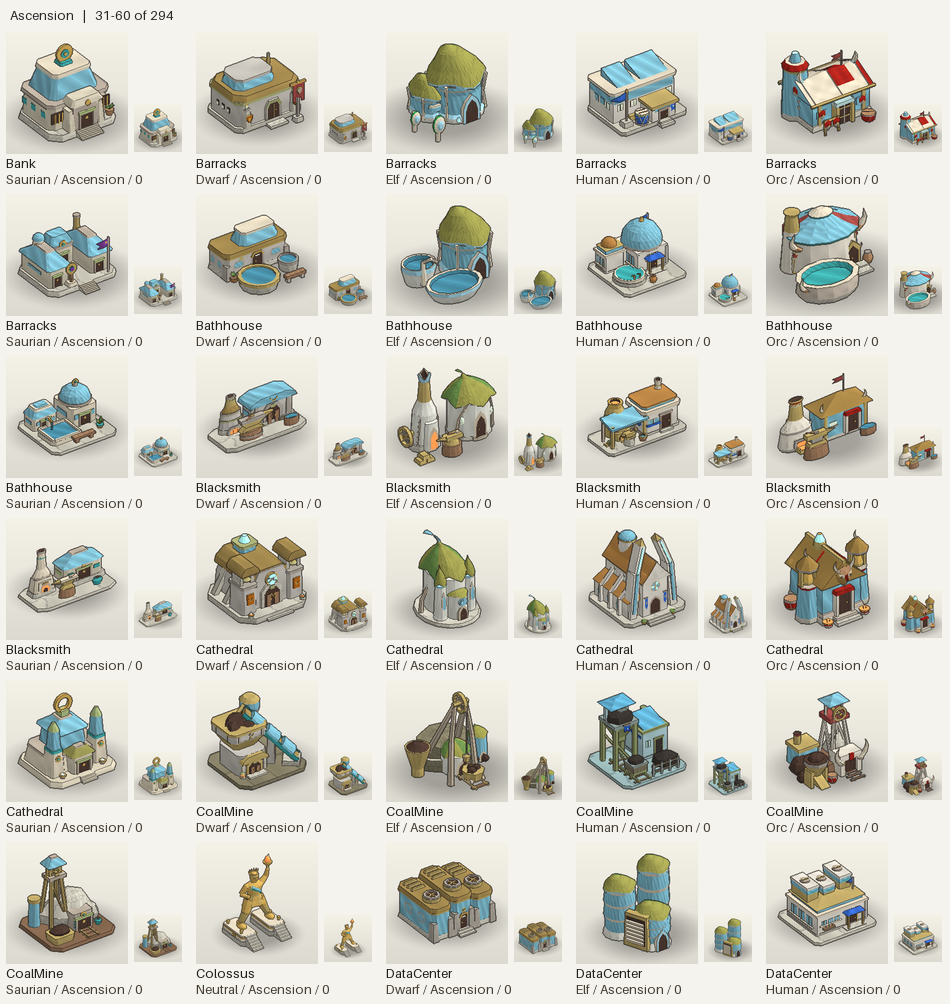 Ascension | 31-60 of 294
Bank
Saurian / Ascension / 0
Barracks
Dwarf / Ascension / 0
Barracks
Elf / Ascension / 0
Barracks
Human / Ascension / 0
Barracks
Orc / Ascension / 0
Barracks
Saurian / Ascension / 0
Bathhouse
Dwarf / Ascension / 0
Bathhouse
Elf / Ascension / 0
Bathhouse
Human / Ascension / 0
Bathhouse
Orc / Ascension / 0
Bathhouse
Saurian / Ascension / 0
Blacksmith
Dwarf / Ascension / 0
Blacksmith
Elf / Ascension / 0
Blacksmith
Human / Ascension / 0
Blacksmith
Orc / Ascension / 0
Blacksmith
Saurian / Ascension / 0
Cathedral
Dwarf / Ascension / 0
Cathedral
Elf / Ascension / 0
Cathedral
Human / Ascension / 0
Cathedral
Orc / Ascension / 0
Cathedral
Saurian / Ascension / 0
CoalMine
Dwarf / Ascension / 0
CoalMine
Elf / Ascension / 0
CoalMine
Human / Ascension / 0
CoalMine
Orc / Ascension / 0
CoalMine
Saurian / Ascension / 0
Colossus
Neutral / Ascension / 0
DataCenter
Dwarf / Ascension / 0
DataCenter
Elf / Ascension / 0
DataCenter
Human / Ascension / 0